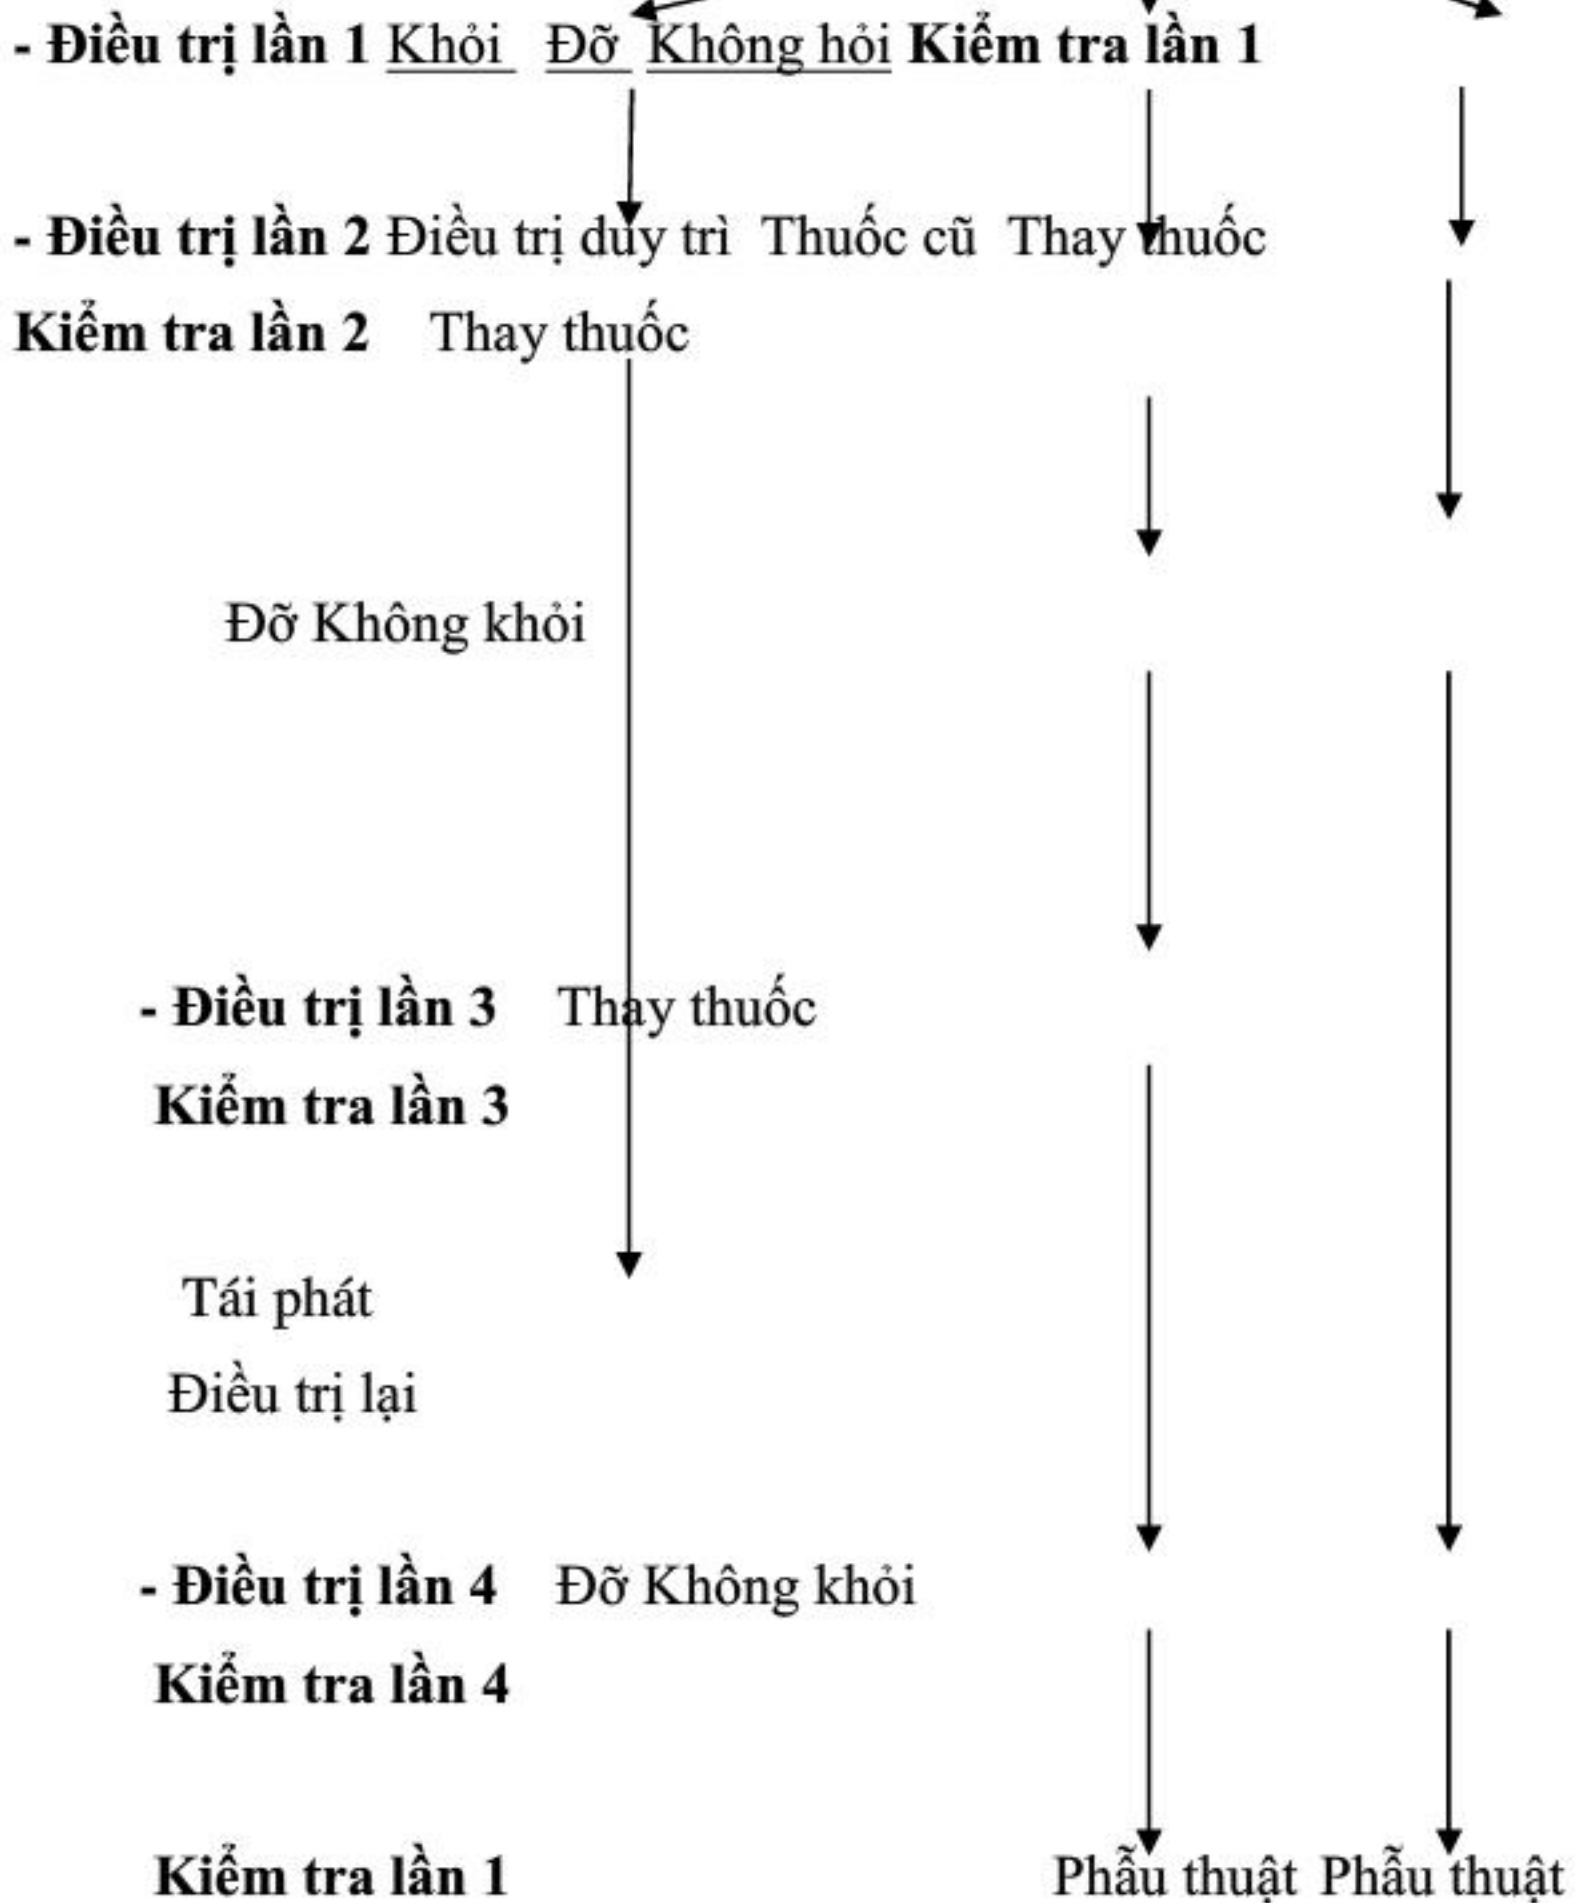 - Điều trị lần 1 Khỏi Đỡ Không hỏi Kiểm tra lần 1
- Điều trị lần 2 Điều trị duy trì Thuốc cũ Thay thuốc
Kiểm tra lần 2 Thay thuốc
Đỡ Không khỏi
- Điều trị lần 3 Thay thuốc
Kiểm tra lần 3
Tái phát
Điều trị lại
- Điều trị lần 4 Đỡ Không khỏi
Kiểm tra lần 4
Kiểm tra lần 1 Phẫu thuật Phẫu thuật